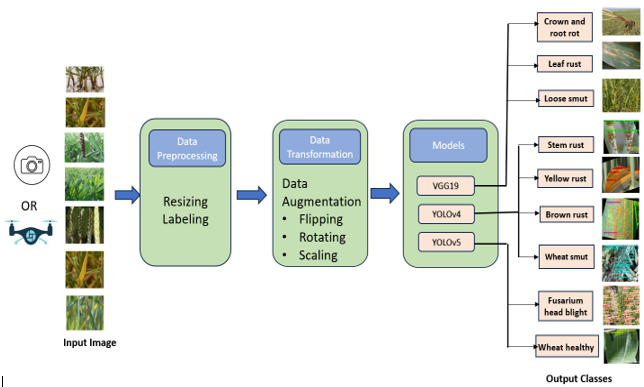 OR
Input Image
Data
Preprocessing
Resizing
Labeling
Data
Transformation
Data
Augmentation
• Flipping
• Rotating
• Scaling
Models
VGG19
YOLOv4
YOLOv5
Crown and
root rot
Leaf rust
Loose smut
Stem rust
Yellow rust
Brown rust
Wheat smut
Fusarium
head blight
Wheat healthy
Output Classes